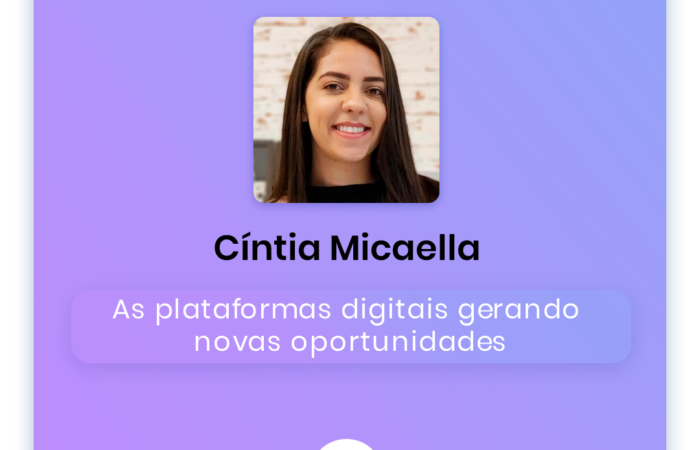 Cíntia Micaella
As plataformas digitais gerando
novas oportunidades